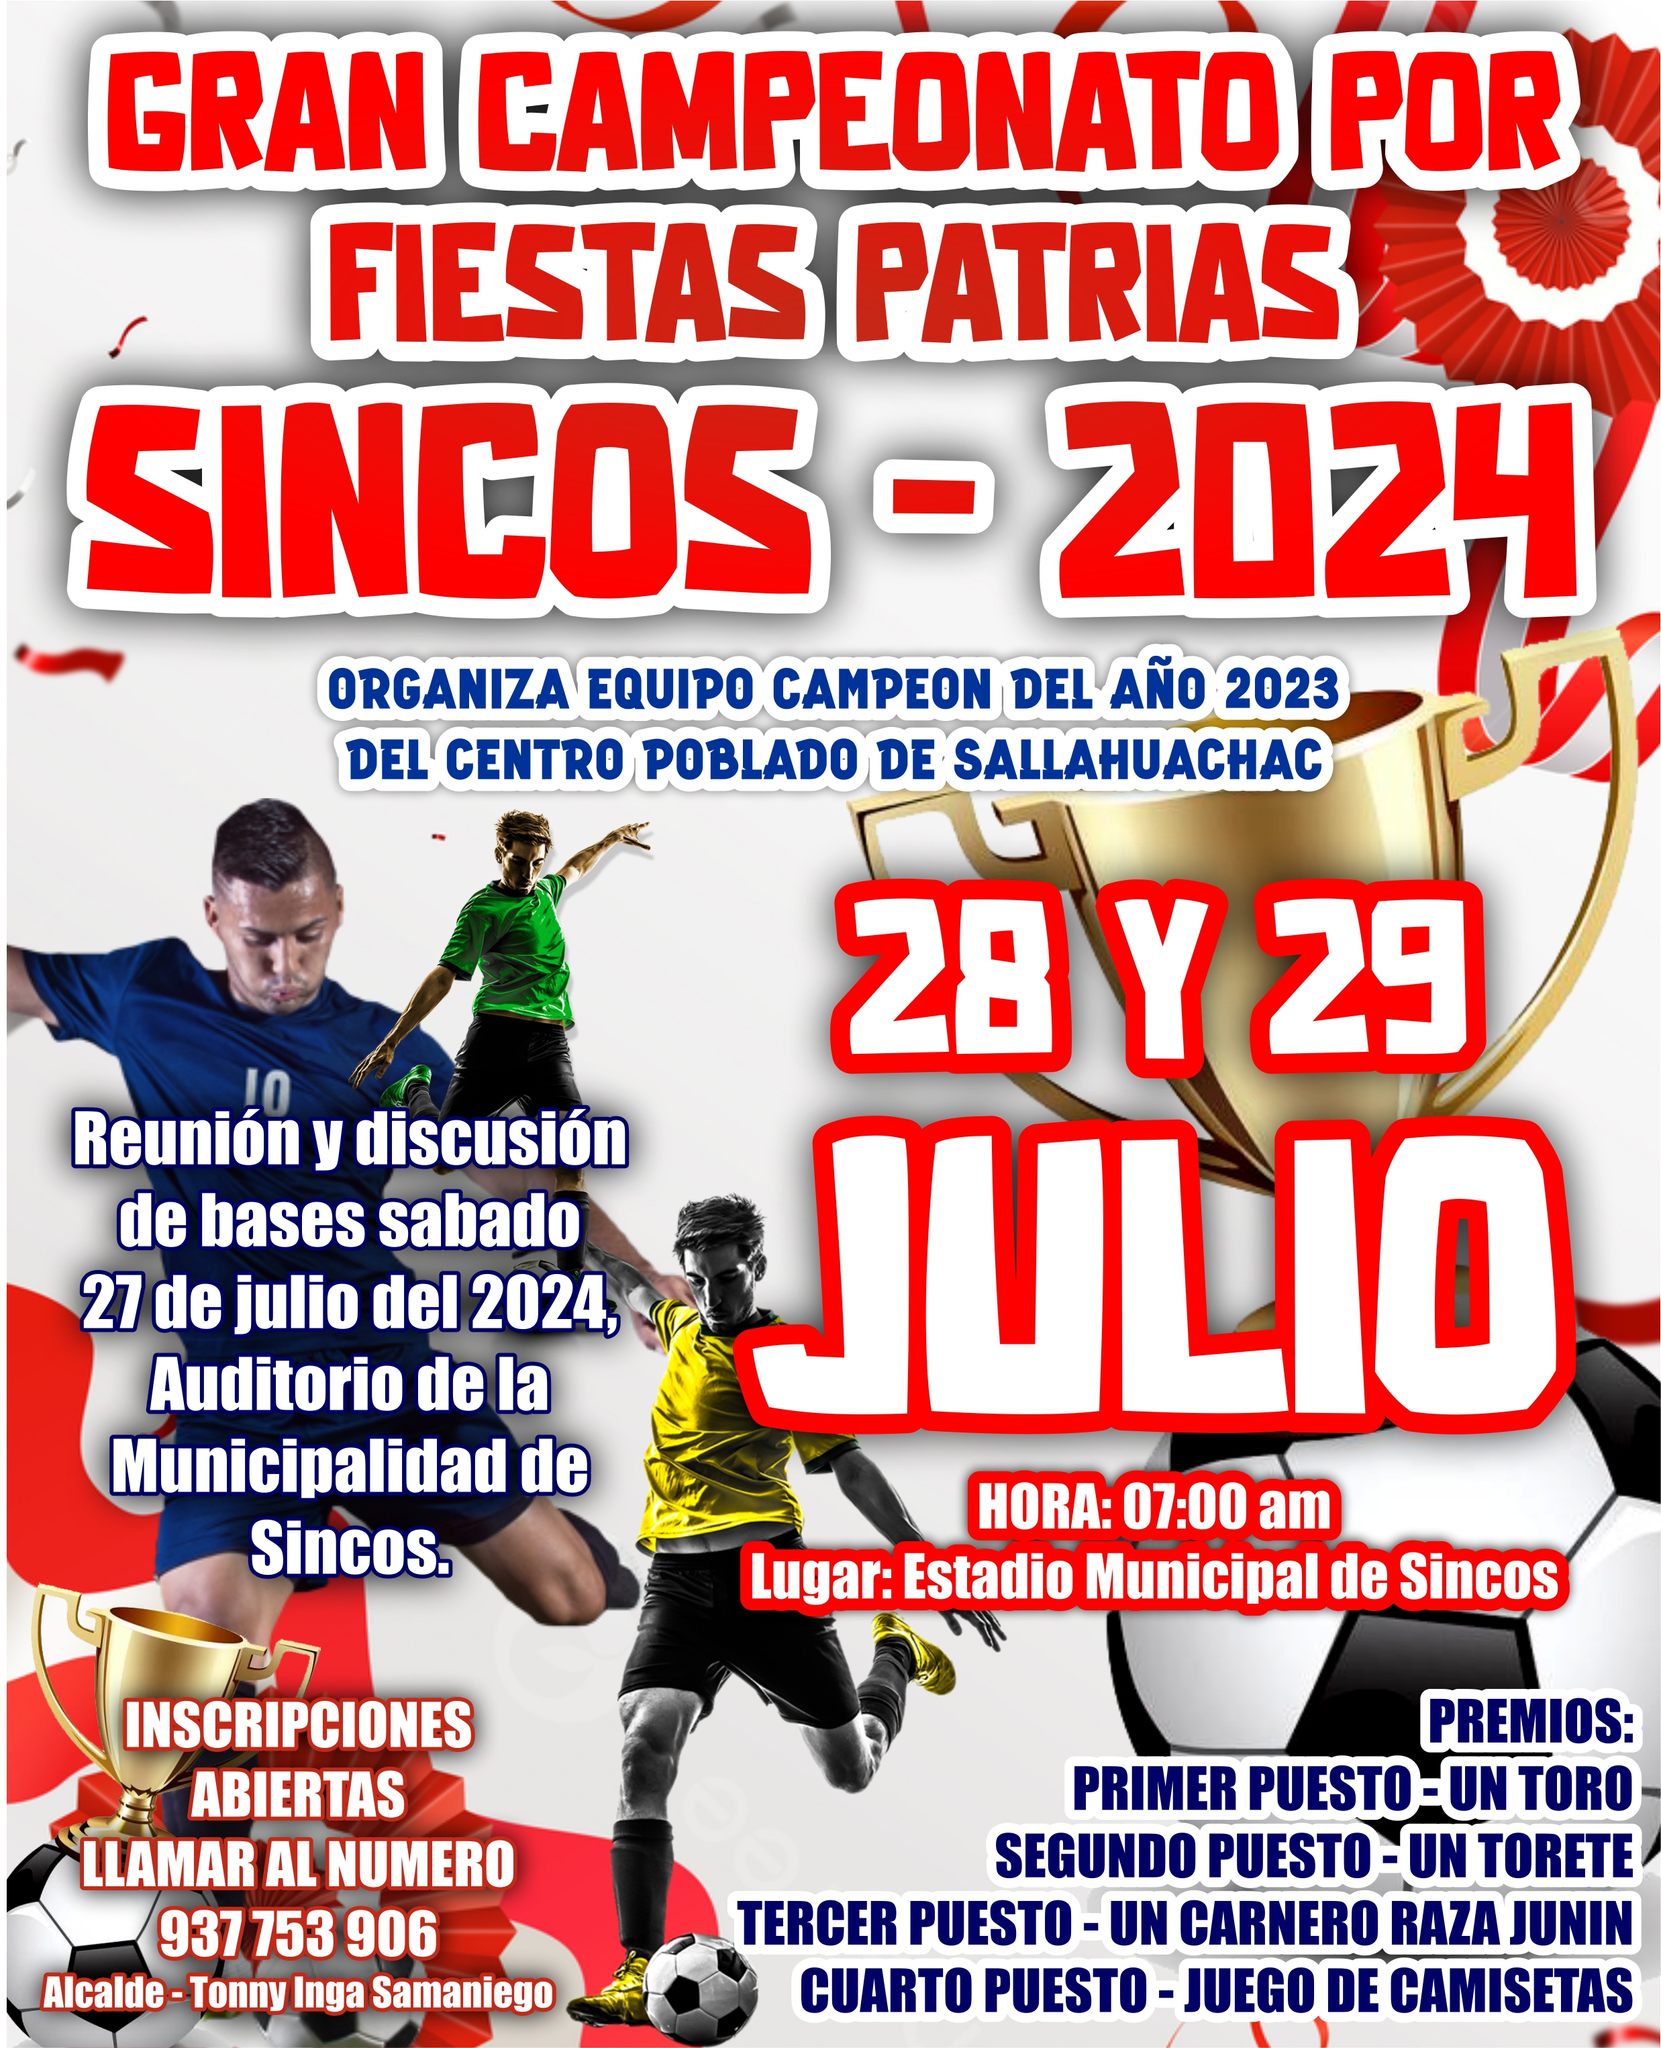 GRAN CAMPEONATO POR
FIESTAS PATRIAS
SINCOS - 2024
ORGANIZA EQUIPO CAMPEON DEL AÑO 2023
DEL CENTRO POBLADO DE SALLAHUACHAC
28 Y 29
JULIO
10
Reunión y discusión
de bases sabado
27 de julio del 2024,
Auditorio de la
Municipalidad de
Sincos.
HORA: 07:00 am
Lugar: Estadio Municipal de Sincos
INSCRIPCIONES
ABIERTAS
LLAMAR AL NUMERO
937 753 906
Alcalde - Tonny Inga Samaniego
PREMIOS:
PRIMER PUESTO - UN TORO
SEGUNDO PUESTO - UN TORETE
TERCER PUESTO - UN CARNERO RAZA JUNIN
CUARTO PUESTO - JUEGO DE CAMISETAS